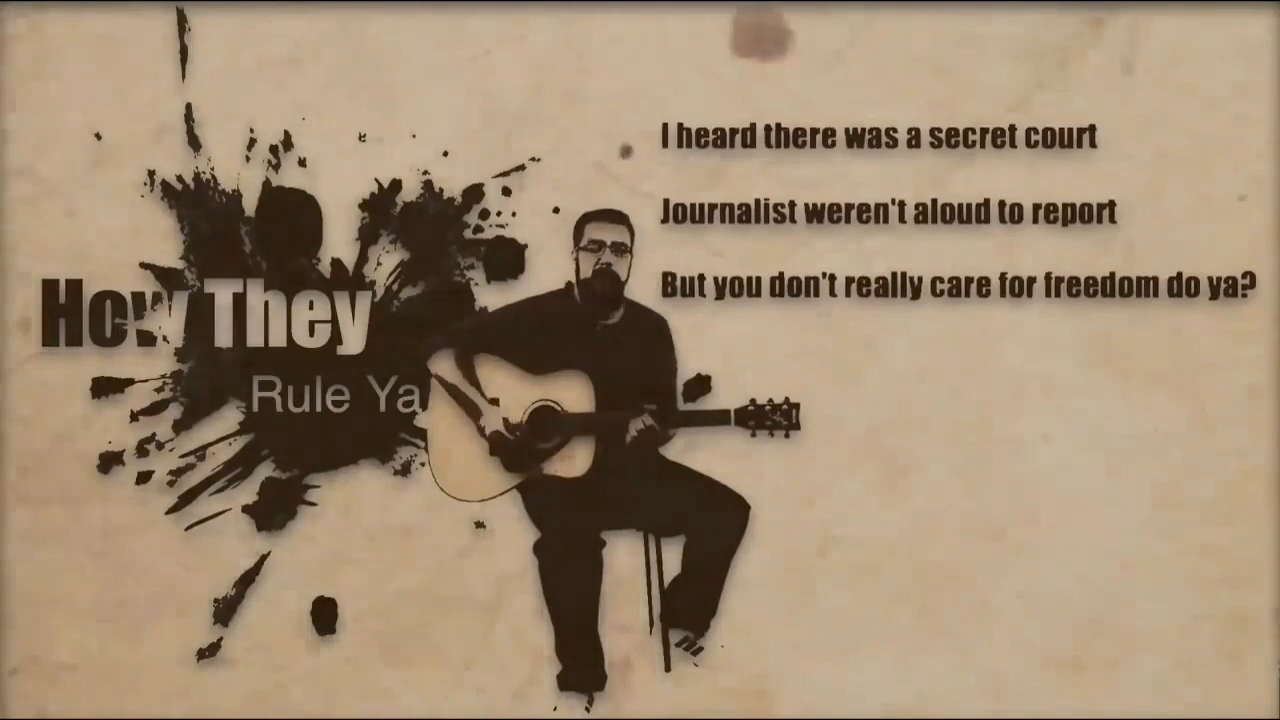 How They
Rule Ya
I heard there was a secret court
Journalist weren't aloud to report
But you don't really care for freedom do ya?